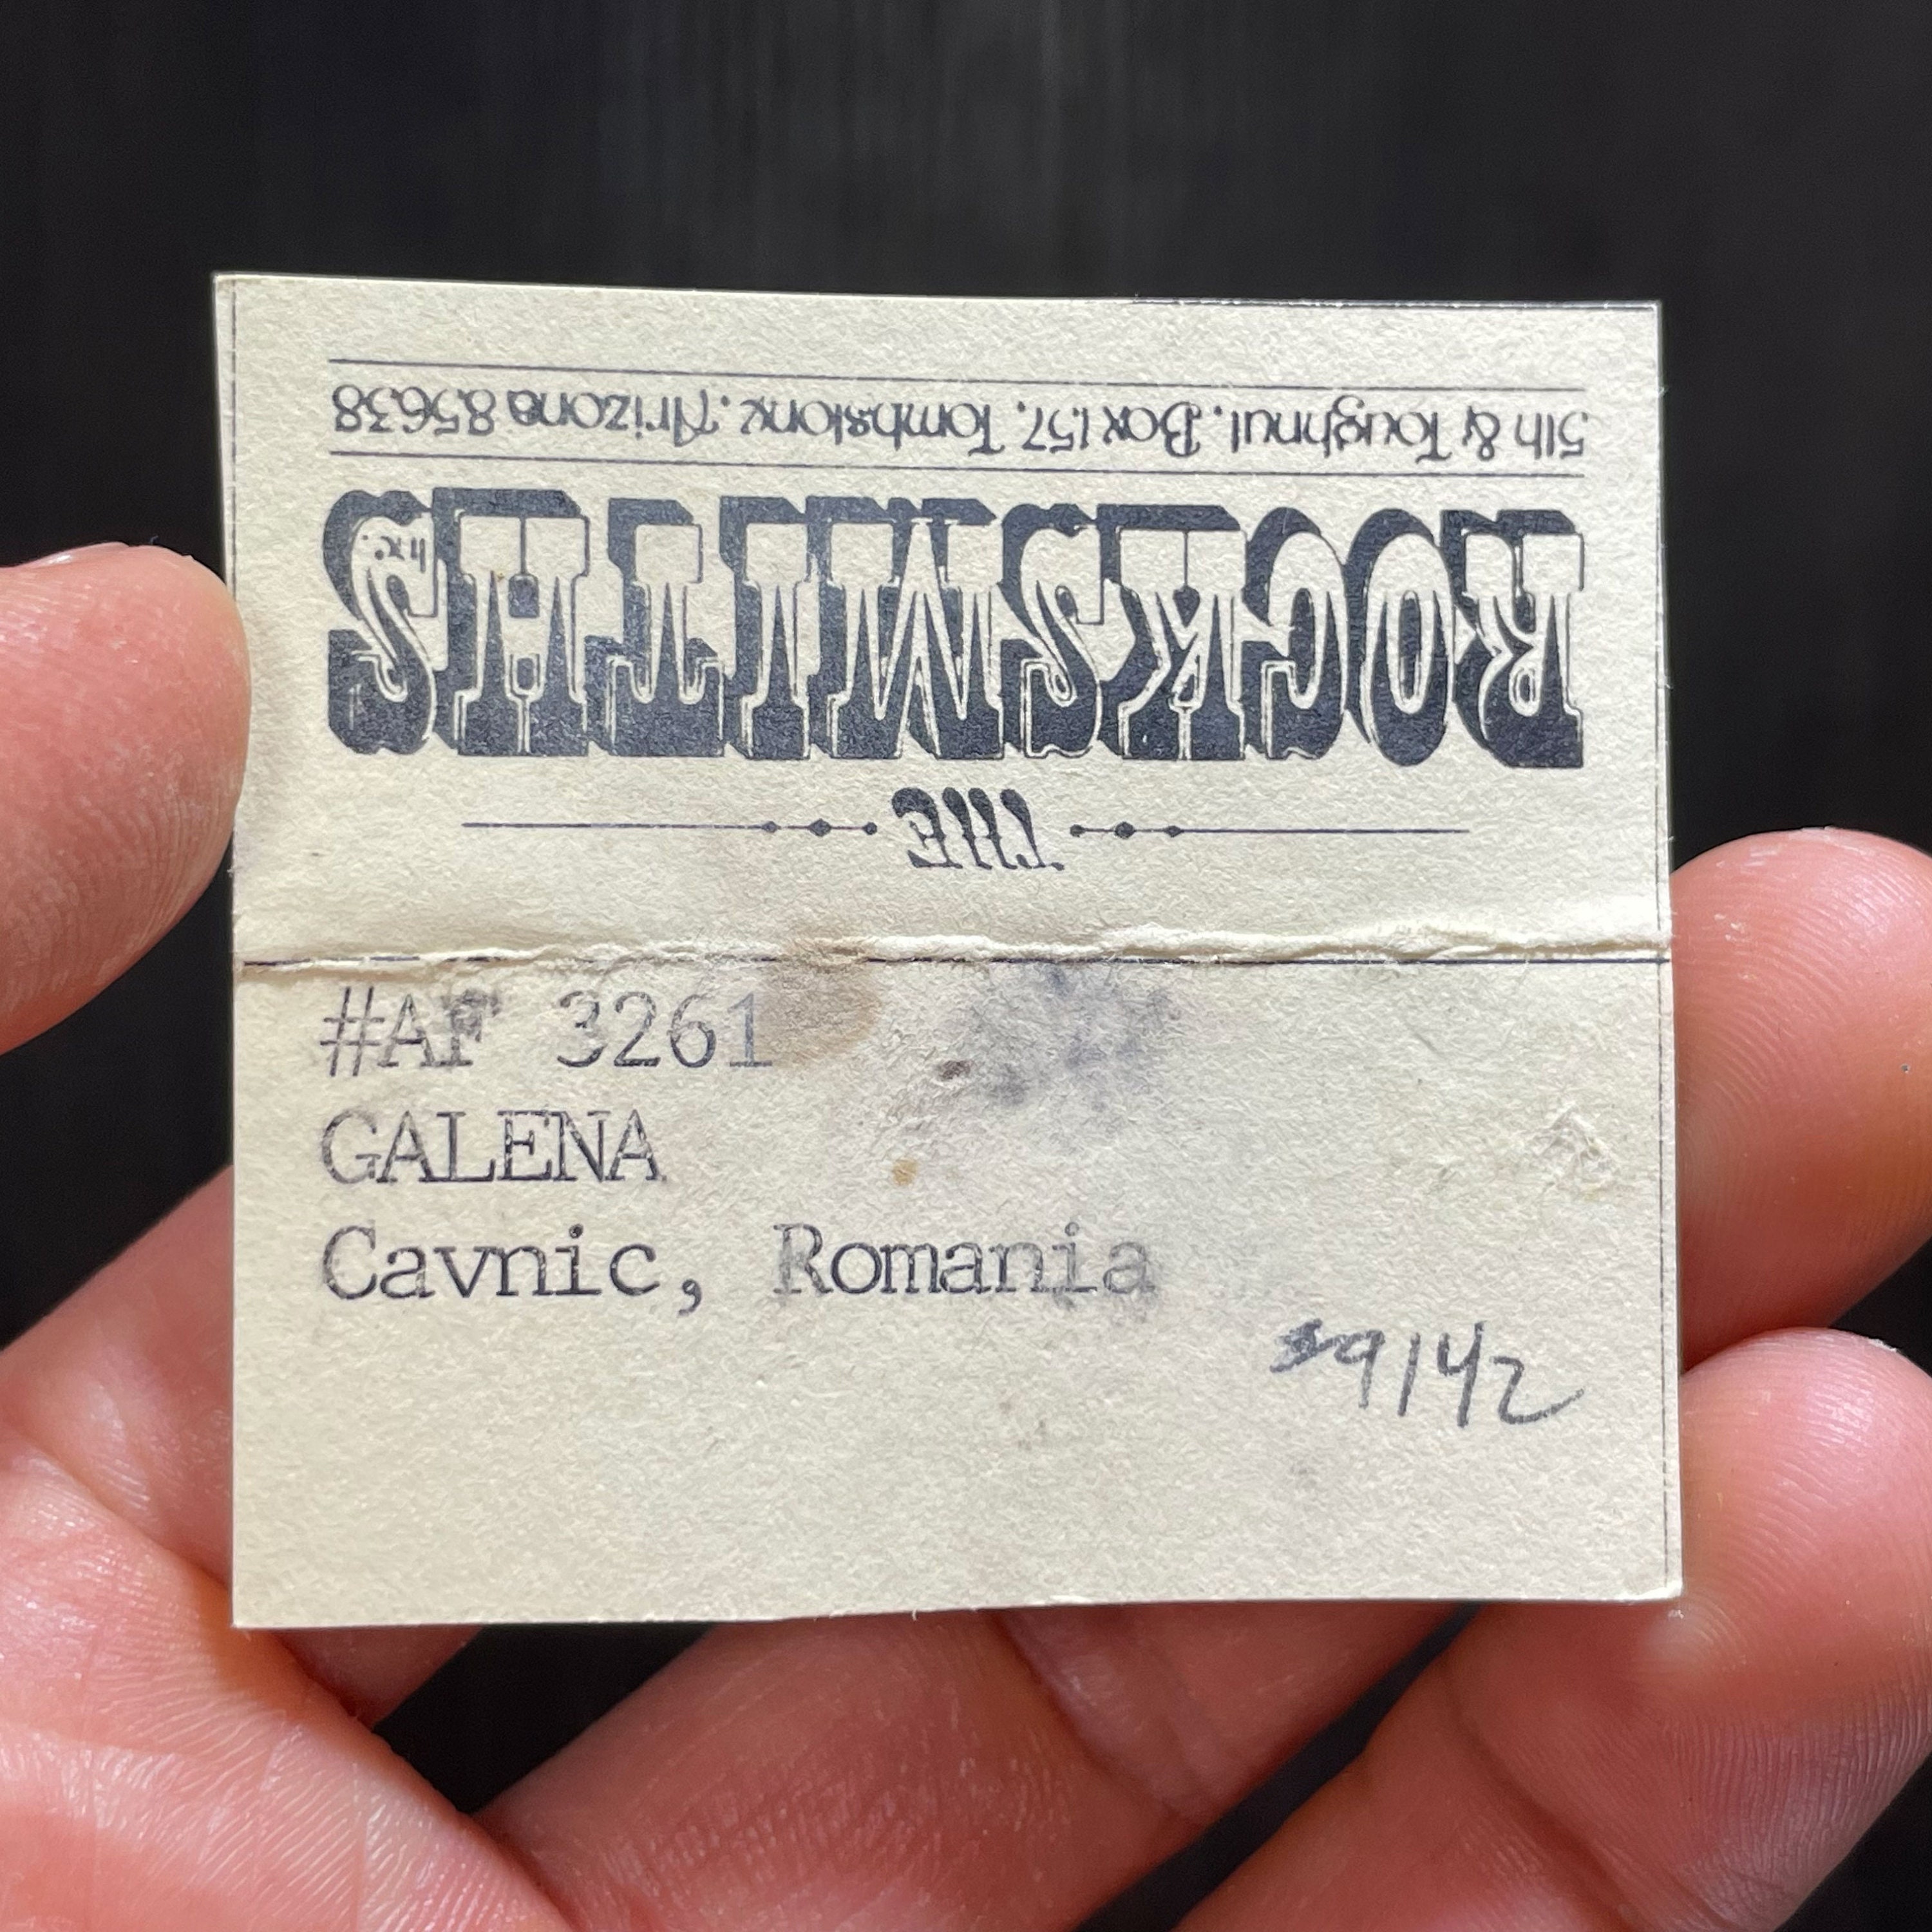 THE
ROCKSMITHS Inc.
5th & Toughnut, Box 157, Tombstone, Arizona 85638
#AF 3261
GALENA
Cavnic, Romania
9142